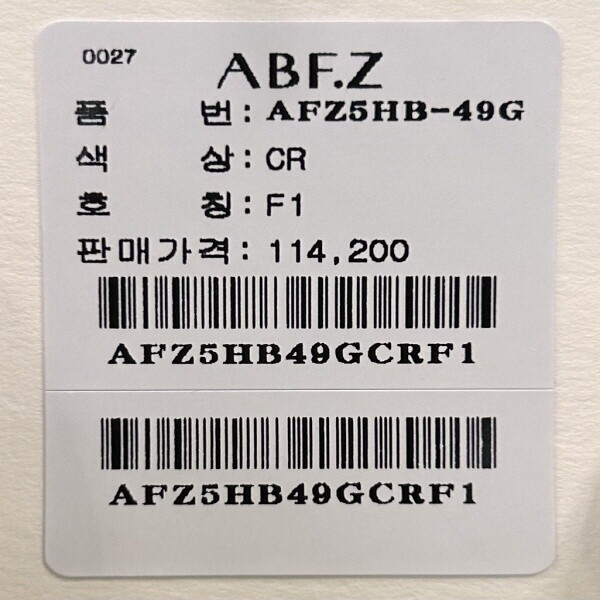 0027
ABF.Z
품 번 : AFZ5HB-49G
색 상 : CR
호 칭 : F1
판매가격 : 114,200
AFZ5HB49GCRF1
AFZ5HB49GCRF1